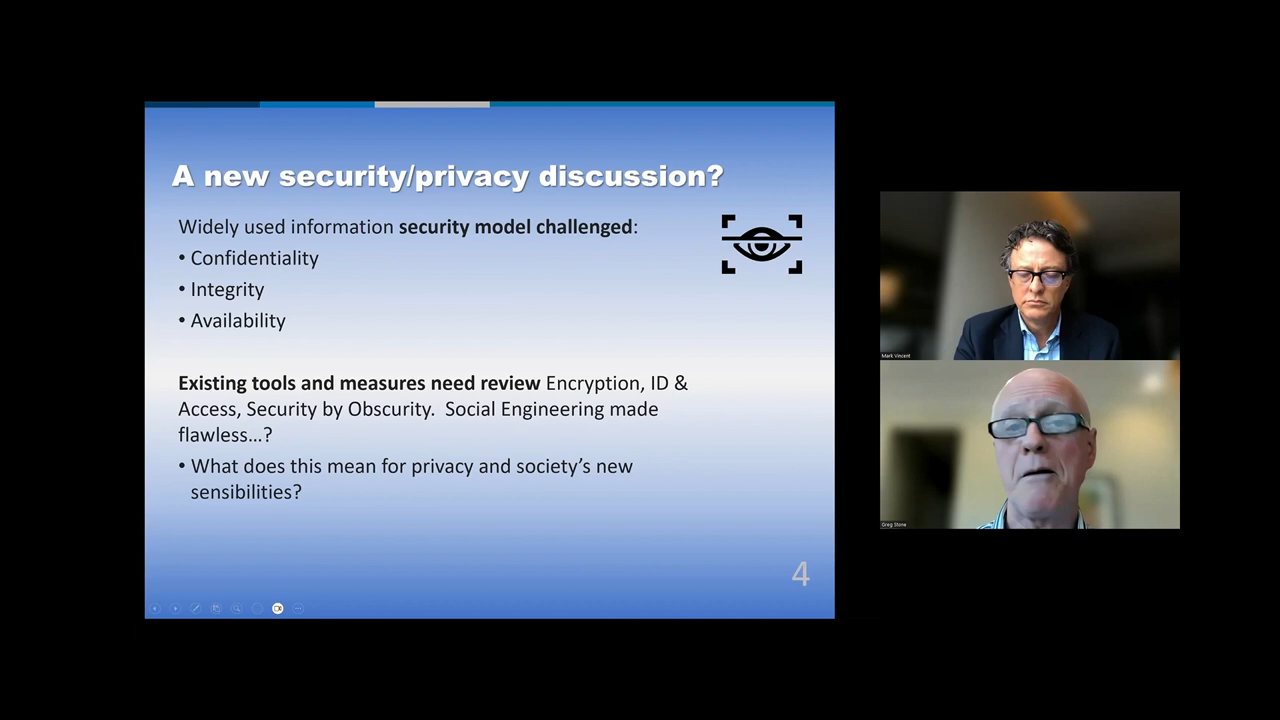 A new security/privacy discussion?
Widely used information security model challenged:
• Confidentiality
• Integrity
• Availability
Existing tools and measures need review Encryption, ID &
Access, Security by Obscurity.  Social Engineering made
flawless…?
• What does this mean for privacy and society’s new
sensibilities?
4
Mark Vincent
Greg Stone